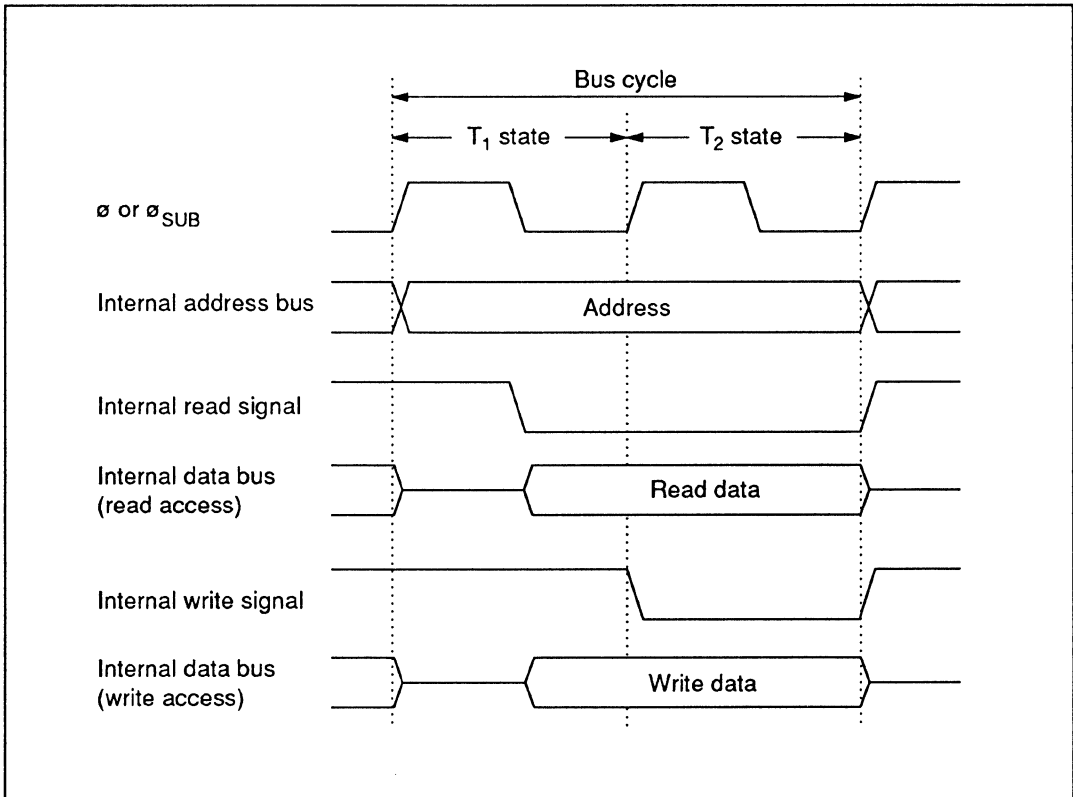 Bus cycle
T1 state
T2 state
ø or øSUB
Internal address bus
Address
Internal read signal
Internal data bus
(read access)
Read data
Internal write signal
Internal data bus
(write access)
Write data